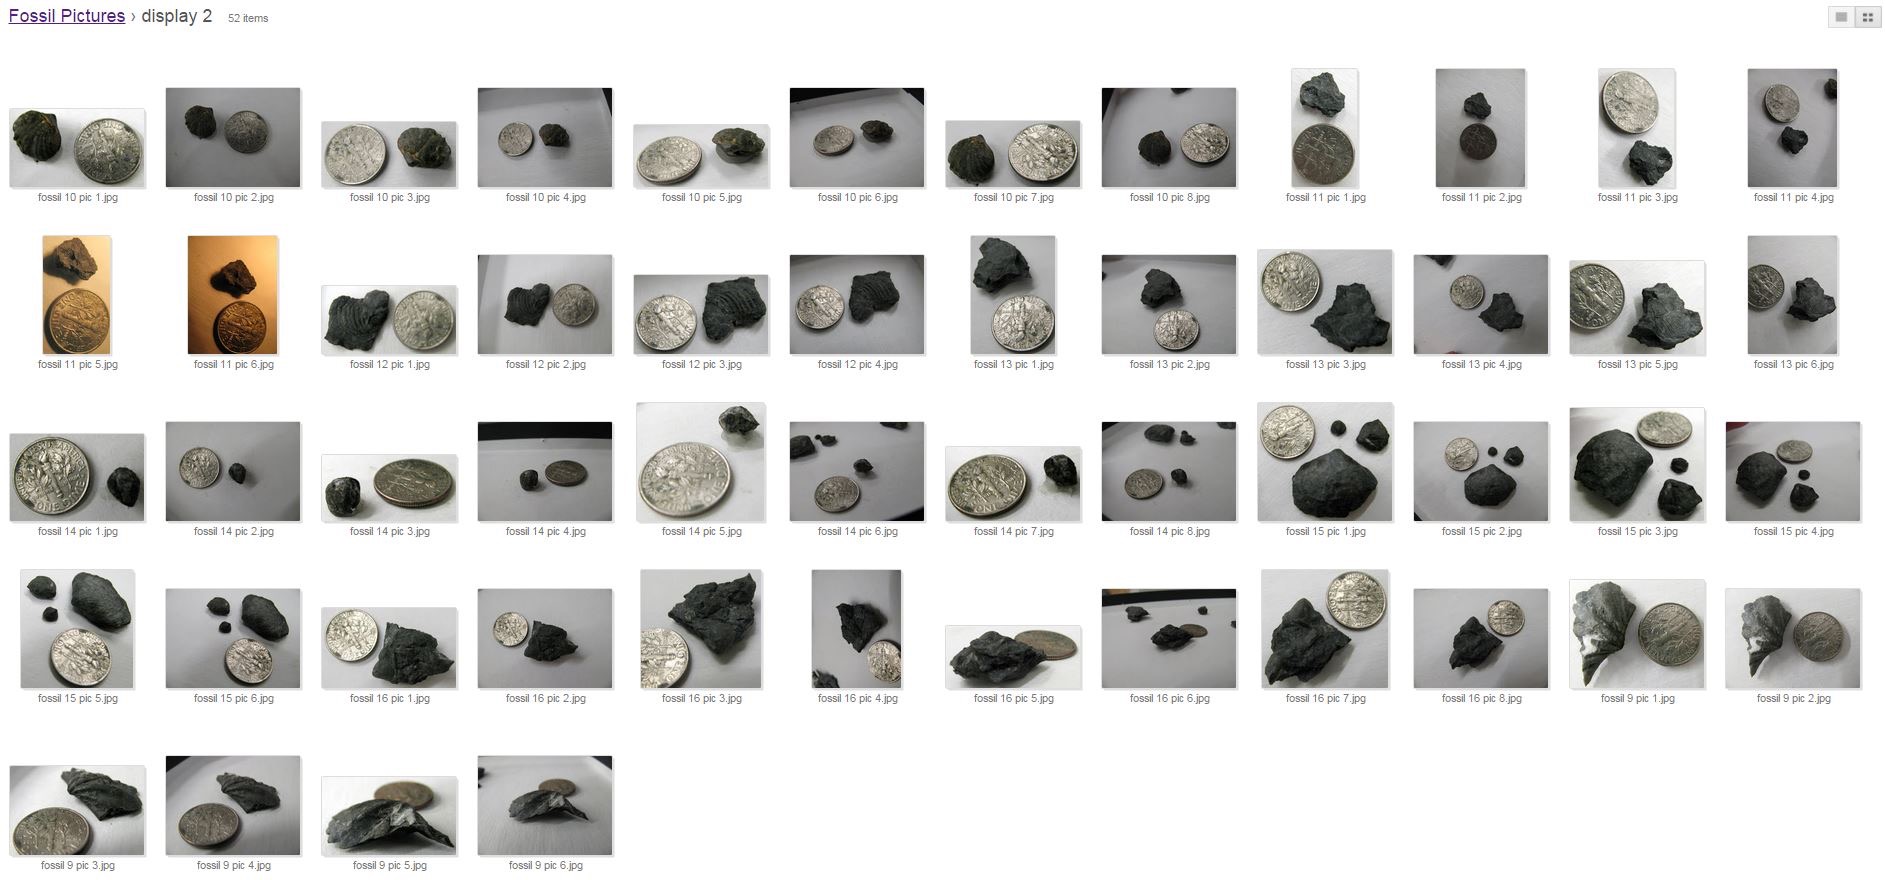 Fossil Pictures › display 2 52 items
fossil 10 pic 1.jpg fossil 10 pic 2.jpg fossil 10 pic 3.jpg fossil 10 pic 4.jpg fossil 10 pic 5.jpg fossil 10 pic 6.jpg fossil 10 pic 7.jpg fossil 10 pic 8.jpg fossil 11 pic 1.jpg fossil 11 pic 2.jpg fossil 11 pic 3.jpg fossil 11 pic 4.jpg
fossil 11 pic 5.jpg fossil 11 pic 6.jpg fossil 12 pic 1.jpg fossil 12 pic 2.jpg fossil 12 pic 3.jpg fossil 12 pic 4.jpg fossil 13 pic 1.jpg fossil 13 pic 2.jpg fossil 13 pic 3.jpg fossil 13 pic 4.jpg fossil 13 pic 5.jpg fossil 13 pic 6.jpg
fossil 14 pic 1.jpg fossil 14 pic 2.jpg fossil 14 pic 3.jpg fossil 14 pic 4.jpg fossil 14 pic 5.jpg fossil 14 pic 6.jpg fossil 14 pic 7.jpg fossil 14 pic 8.jpg fossil 15 pic 1.jpg fossil 15 pic 2.jpg fossil 15 pic 3.jpg fossil 15 pic 4.jpg
fossil 15 pic 5.jpg fossil 15 pic 6.jpg fossil 16 pic 1.jpg fossil 16 pic 2.jpg fossil 16 pic 3.jpg fossil 16 pic 4.jpg fossil 16 pic 5.jpg fossil 16 pic 6.jpg fossil 16 pic 7.jpg fossil 16 pic 8.jpg fossil 9 pic 1.jpg fossil 9 pic 2.jpg
fossil 9 pic 3.jpg fossil 9 pic 4.jpg fossil 9 pic 5.jpg fossil 9 pic 6.jpg